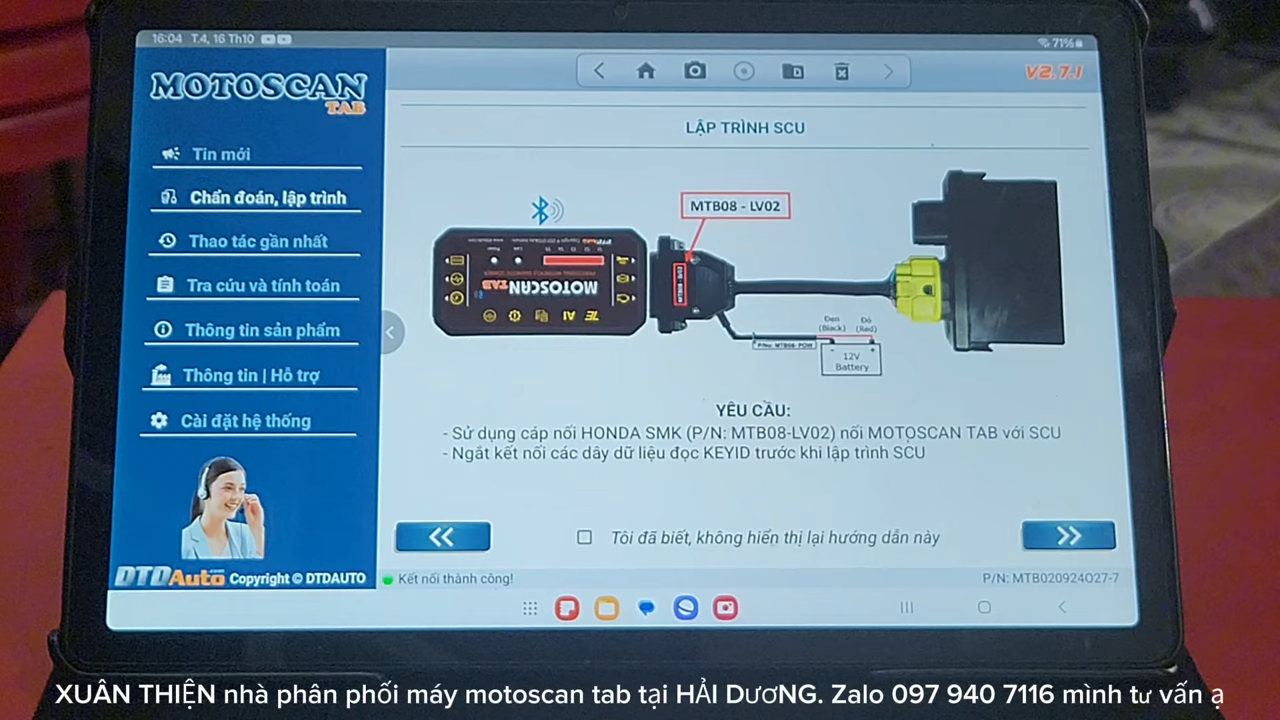 16:04 T.4, 16 Th10
71%
MOTOSCAN
TAB
V2.7.1
Tin mới
Chẩn đoán, lập trình
Thao tác gần nhất
Tra cứu và tính toán
Thông tin sản phẩm
Thông tin | Hỗ trợ
Cài đặt hệ thống
DTDAuto.com Copyright © DTDAUTO
LẬP TRÌNH SCU
MTB08 - LV02
MOTOSCAN TAB
Đen
(Black)
Đỏ
(Red)
P/No: MTB08- POW
- +
12V
Battery
YÊU CẦU:
- Sử dụng cáp nối HONDA SMK (P/N: MTB08-LV02) nối MOTOSCAN TAB với SCU
- Ngắt kết nối các dây dữ liệu đọc KEYID trước khi lập trình SCU
Tôi đã biết, không hiển thị lại hướng dẫn này
Kết nối thành công!
P/N: MTB020924O27-7
XUÂN THIỆN nhà phân phối máy motoscan tab tại HẢI DƯƠNG. Zalo 097 940 7116 mình tư vấn ạ